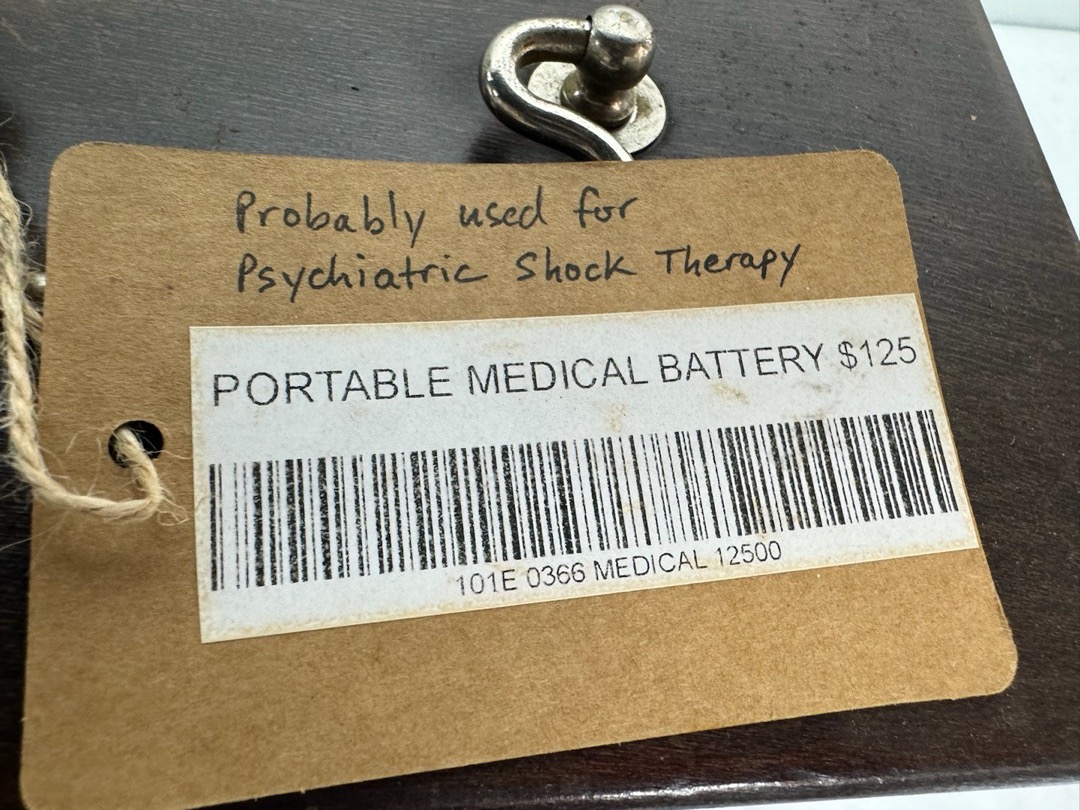 Probably used for
Psychiatric Shock Therapy
PORTABLE MEDICAL BATTERY $125
101E 0366 MEDICAL 12500